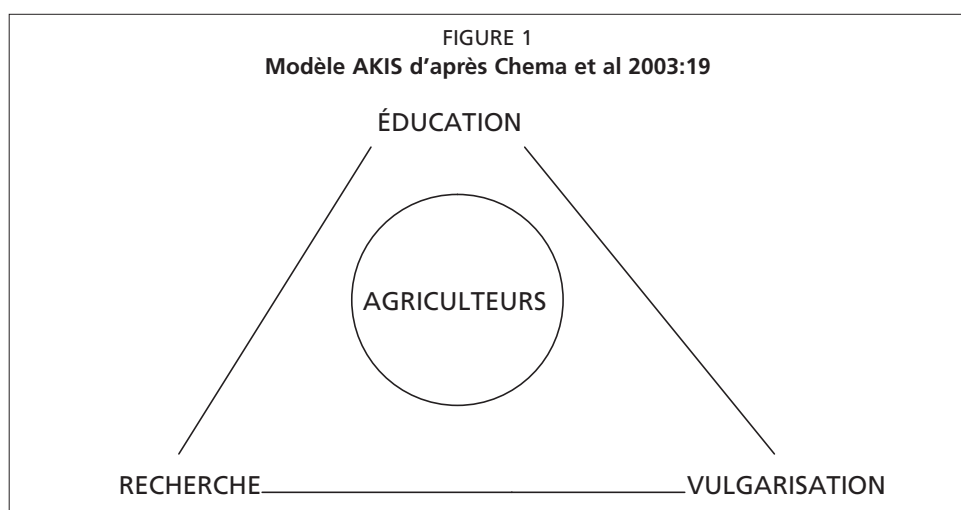 FIGURE 1
Modèle AKIS d'après Chema et al 2003:19
ÉDUCATION
AGRICULTEURS
RECHERCHE
VULGARISATION